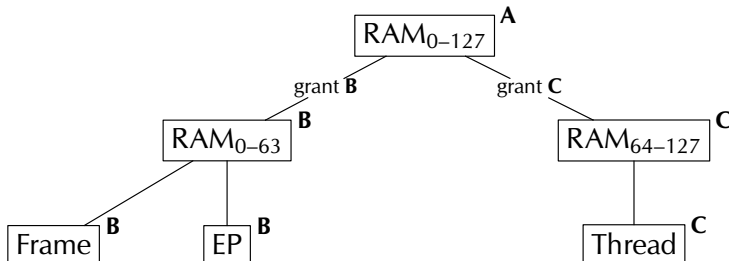 RAM₀₋₁₂₇ A
grant B grant C
RAM₀₋₆₃ B RAM₆₄₋₁₂₇ C
Frame B EP B Thread C